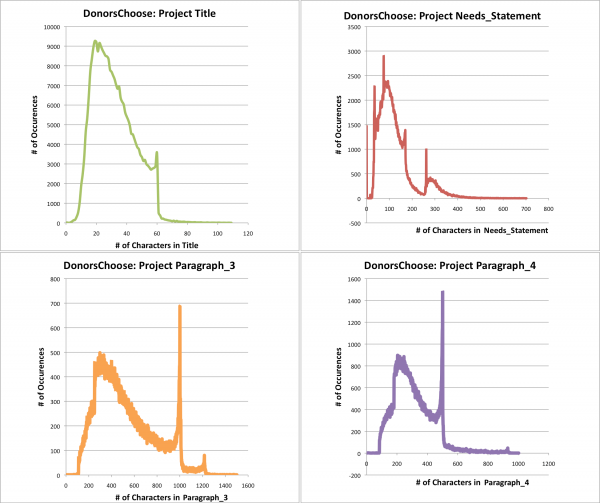 DonorsChoose: Project Title
# of Occurences
10000
9000
8000
7000
6000
5000
4000
3000
2000
1000
0
0 20 40 60 80 100 120
# of Characters in Title
DonorsChoose: Project Needs_Statement
# of Occurences
3500
3000
2500
2000
1500
1000
500
0
-500
0 100 200 300 400 500 600 700 800
# of Characters in Needs_Statement
DonorsChoose: Project Paragraph_3
# of Occurences
800
700
600
500
400
300
200
100
0
0 200 400 600 800 1000 1200 1400 1600
# of Characters in Paragraph_3
DonorsChoose: Project Paragraph_4
# of Occurences
1600
1400
1200
1000
800
600
400
200
0
-200
0 200 400 600 800 1000 1200
# of Characters in Paragraph_4